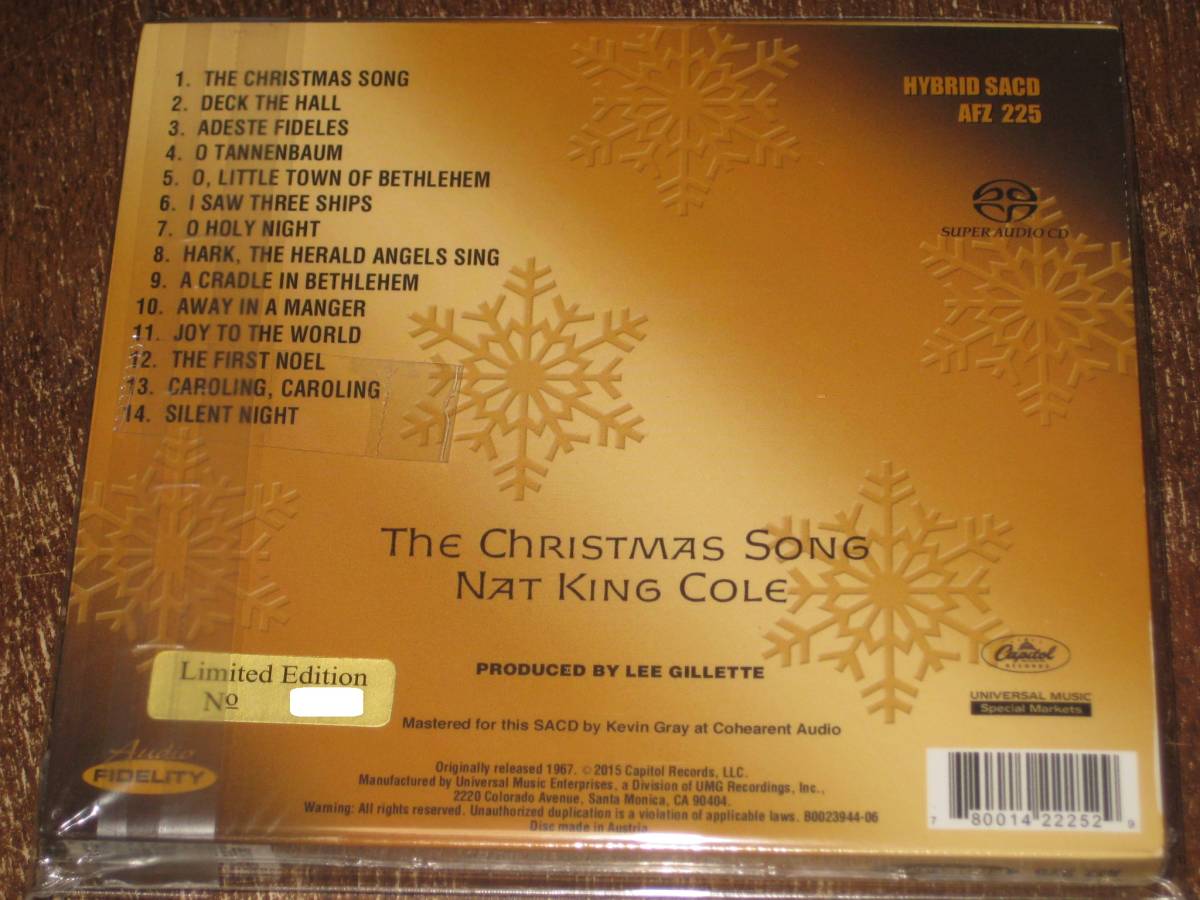 1. THE CHRISTMAS SONG
2. DECK THE HALL
3. ADESTE FIDELES
4. O TANNENBAUM
5. O, LITTLE TOWN OF BETHLEHEM
6. I SAW THREE SHIPS
7. O HOLY NIGHT
8. HARK, THE HERALD ANGELS SING
9. A CRADLE IN BETHLEHEM
10. AWAY IN A MANGER
11. JOY TO THE WORLD
12. THE FIRST NOEL
13. CAROLING, CAROLING
14. SILENT NIGHT
HYBRID SACD
AFZ 225
SUPER AUDIO CD
The Christmas Song
Nat King Cole
PRODUCED BY LEE GILLETTE
Capitol
RECORDS
UNIVERSAL MUSIC
Special Markets
Limited Edition
Nº
Mastered for this SACD by Kevin Gray at Cohearent Audio
Audio
FIDELITY
Originally released 1967. ©2015 Capitol Records, LLC.
Manufactured by Universal Music Enterprises, a Division of UMG Recordings, Inc.,
2220 Colorado Avenue, Santa Monica, CA 90404.
Warning: All rights reserved. Unauthorized duplication is a violation of applicable laws. B0023944-06
Disc made in Austria
7 80014 22252 9